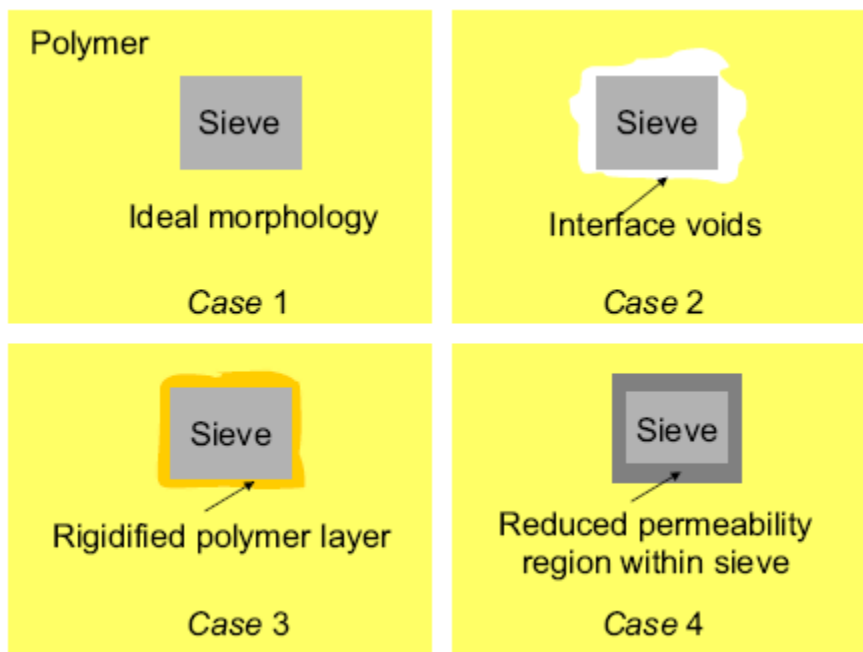 Polymer
Sieve
Ideal morphology
Case 1
Sieve
Interface voids
Case 2
Sieve
Rigidified polymer layer
Case 3
Sieve
Reduced permeability
region within sieve
Case 4